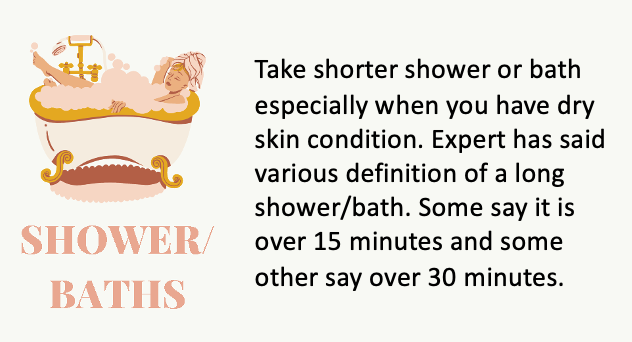 SHOWER/
BATHS
Take shorter shower or bath
especially when you have dry
skin condition. Expert has said
various definition of a long
shower/bath. Some say it is
over 15 minutes and some
other say over 30 minutes.